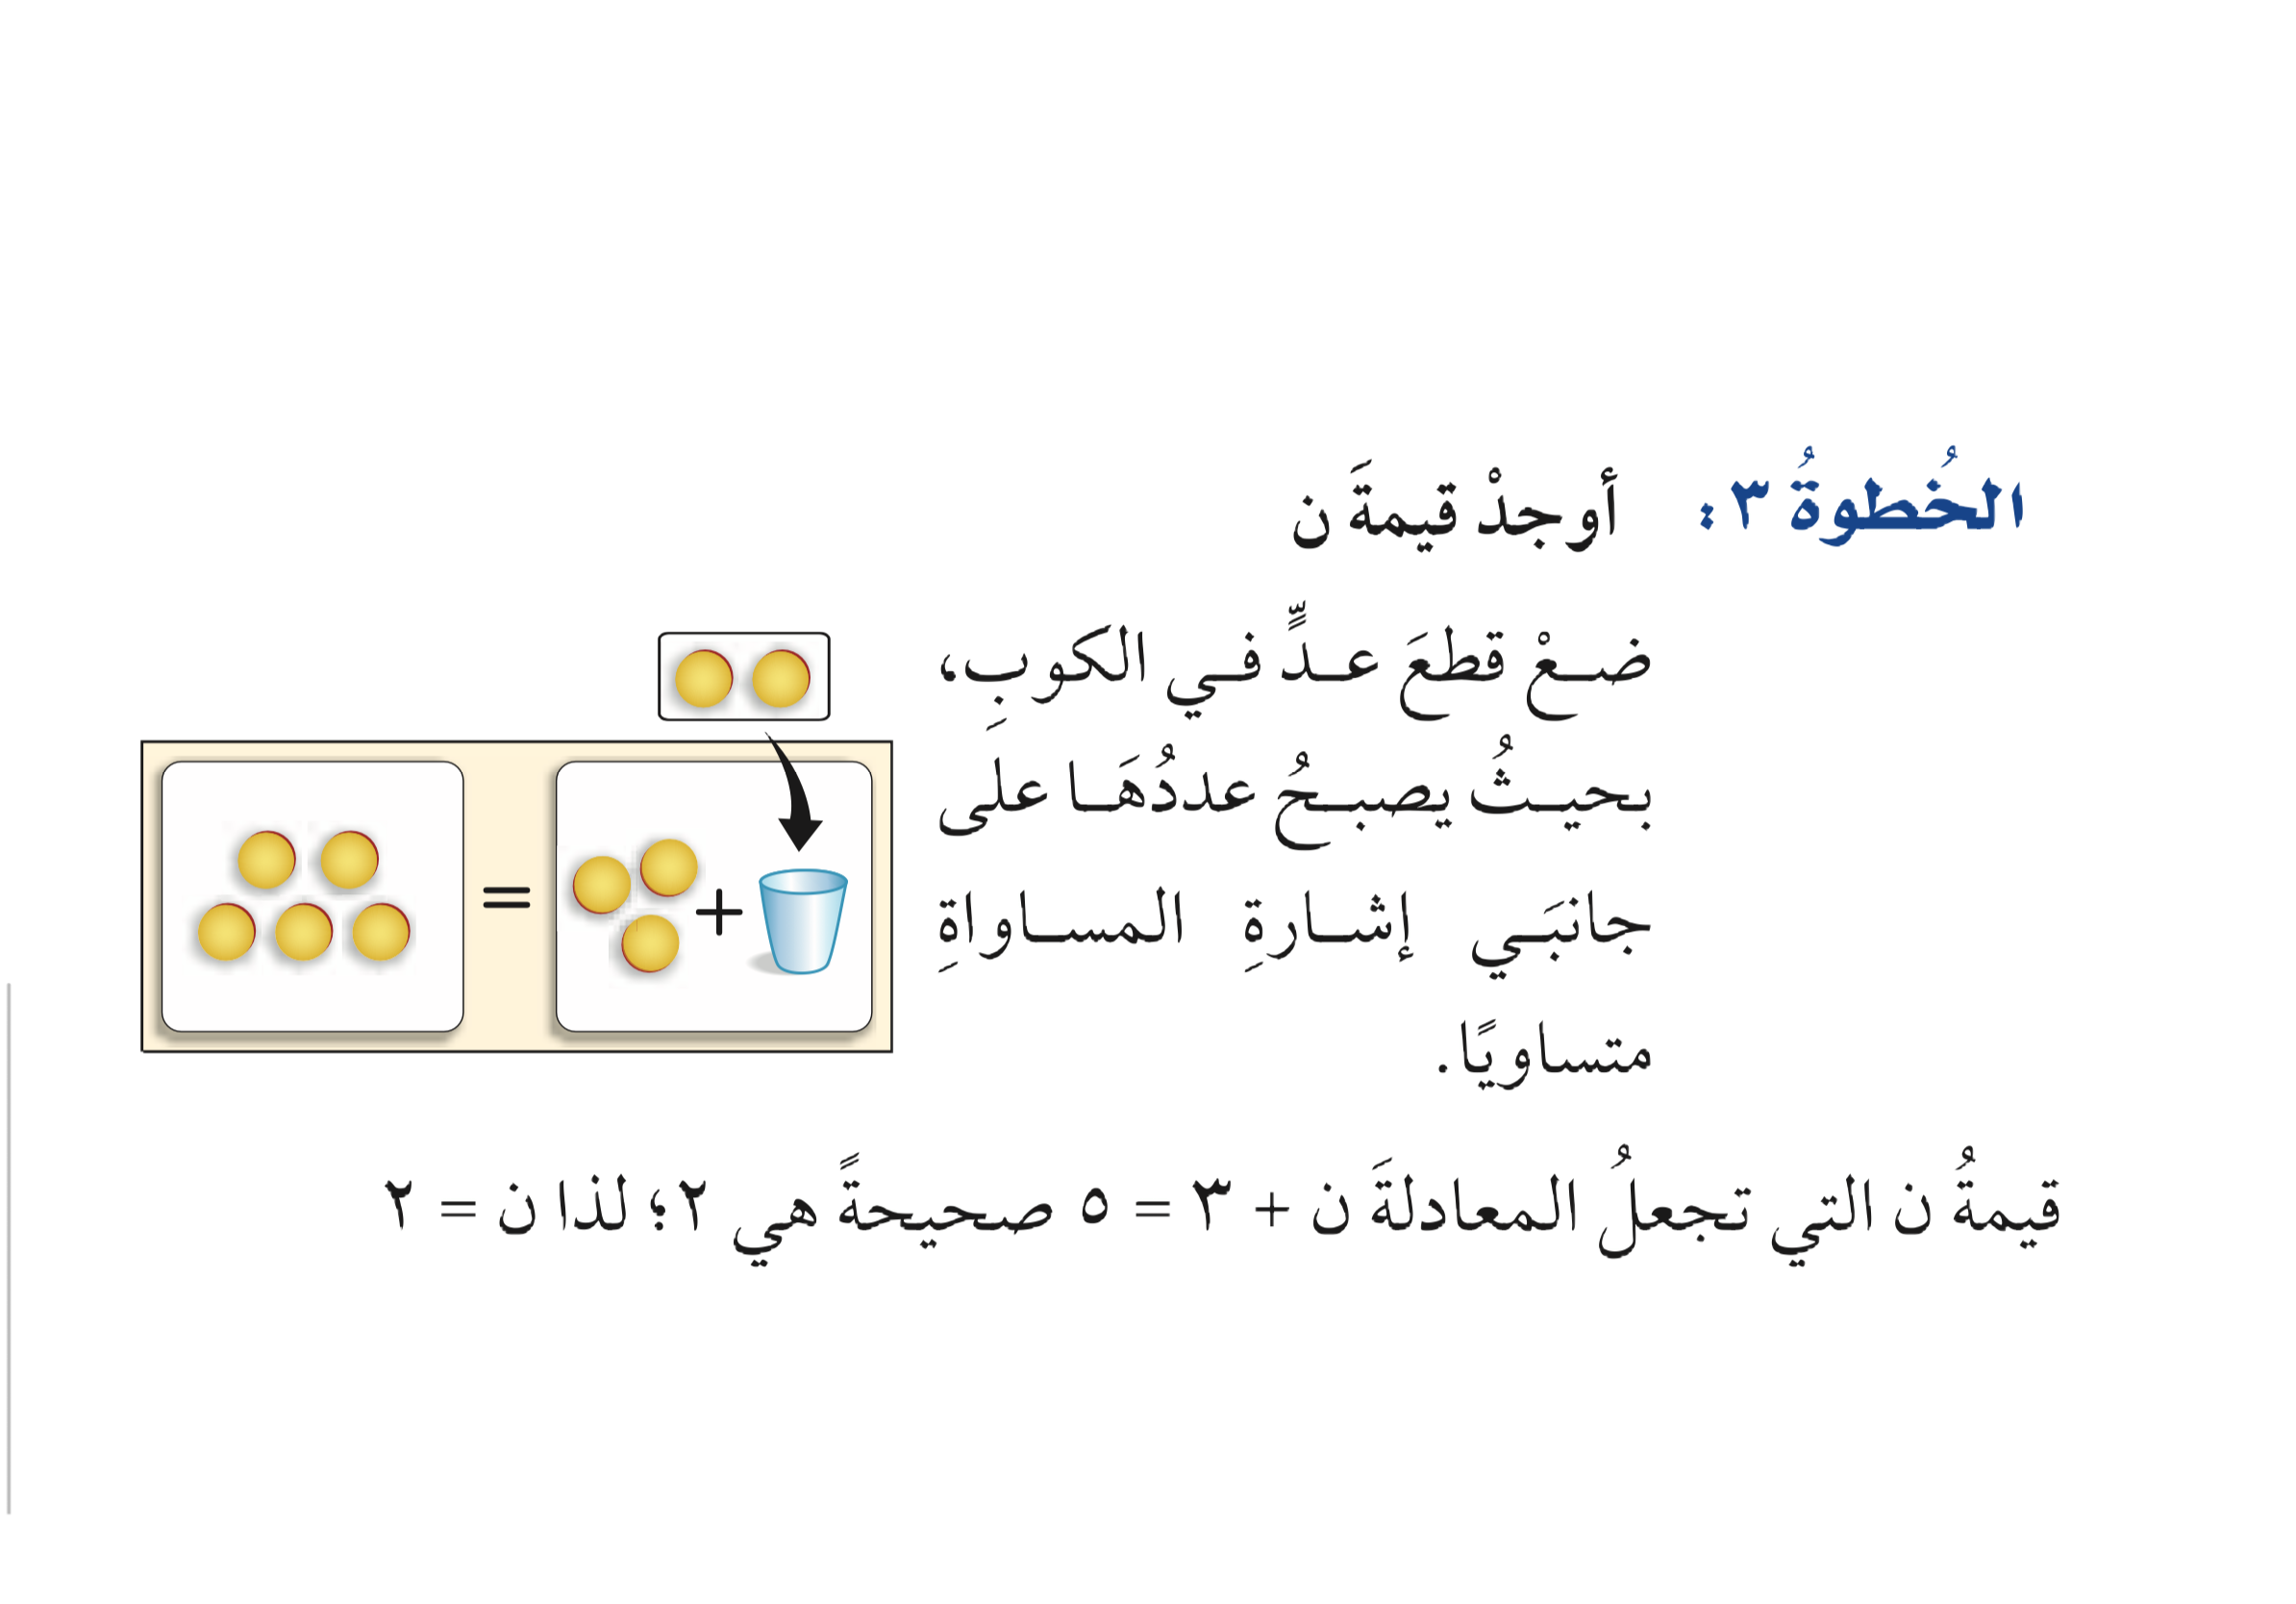 الخُطوةُ ٣: أوجدْ قيمةَ ن
ضعْ قطعَ عدٍّ في الكوبِ،
بحيثُ يصبحُ عددُهَا علَى
جانبَي إشارةِ المساواةِ
متساويًا.
+ =
قيمةُ ن التي تجعلُ المعادلةَ ن + ٣ = ٥ صحيحةً هي ٢؛ لذا ن = ٢